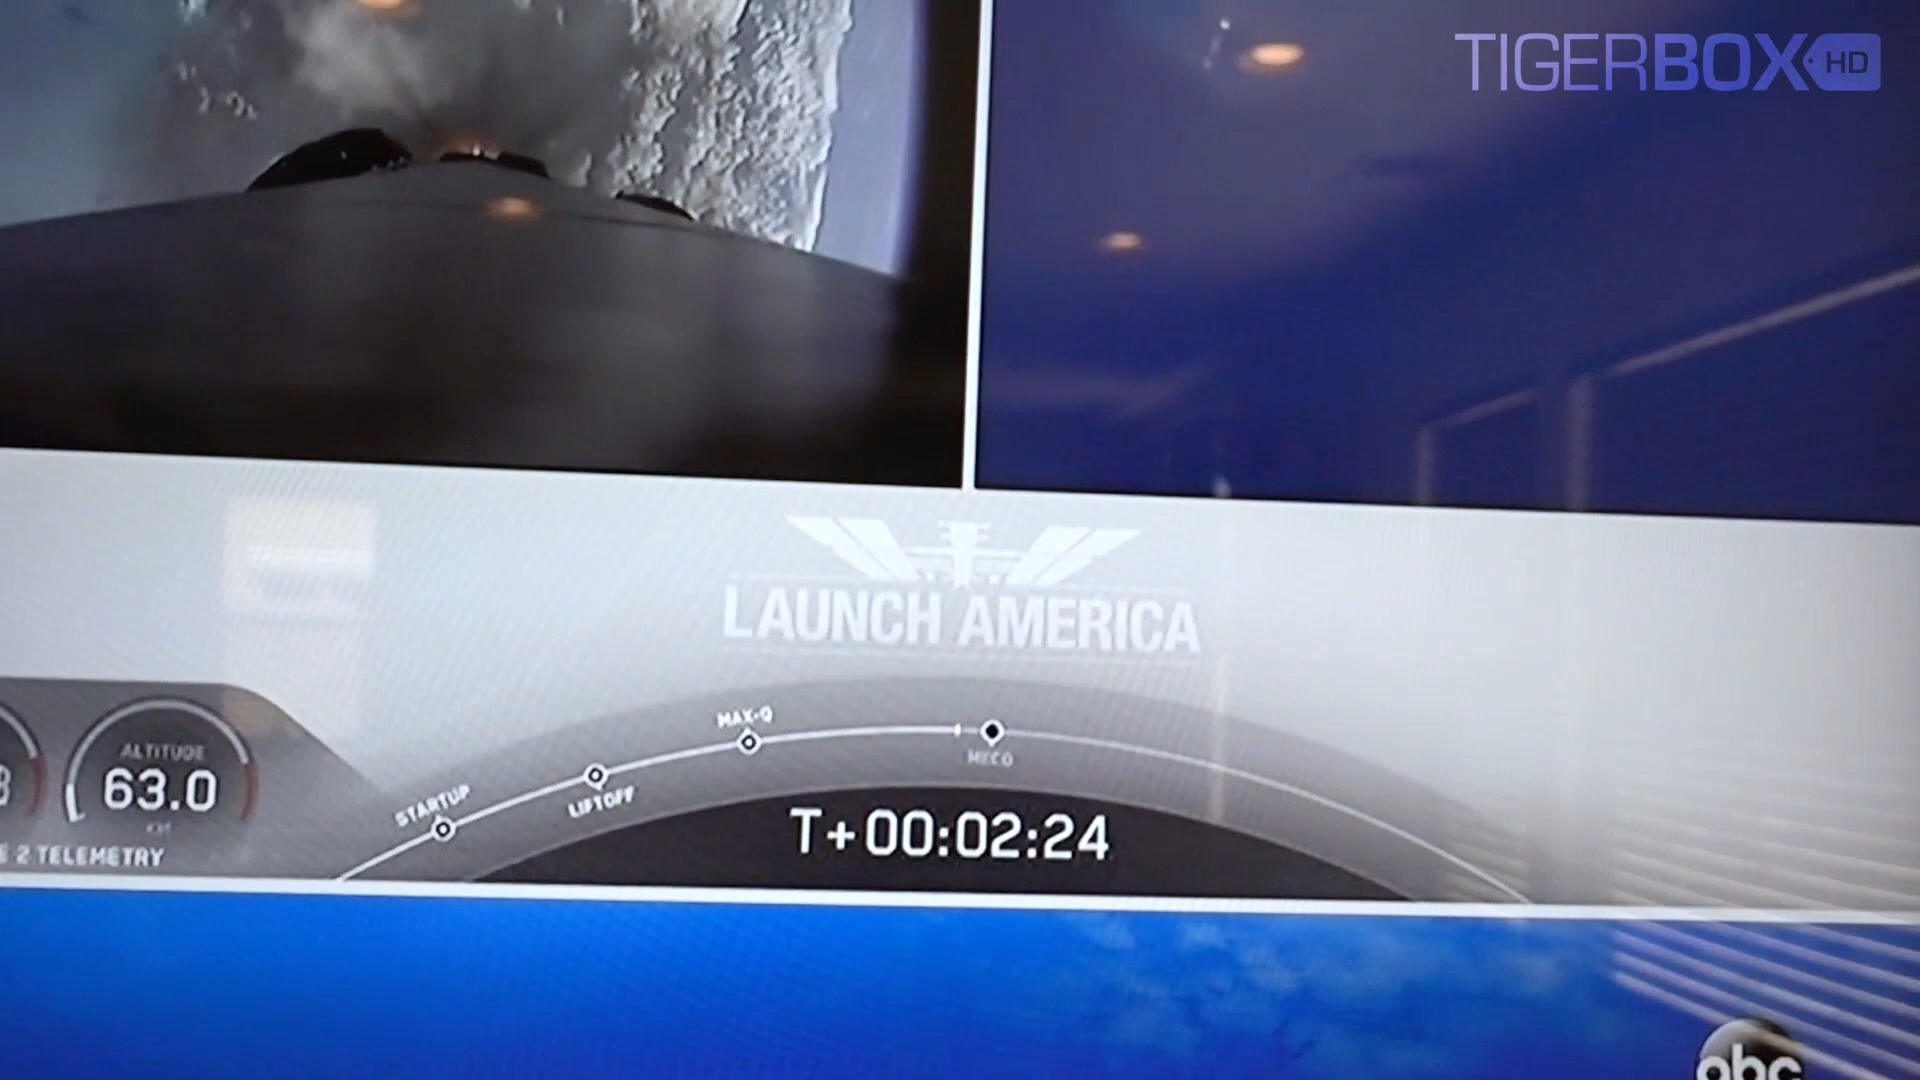 TIGERBOX HD
LAUNCH AMERICA
MAX-Q
ALTITUDE
63.0
STARTUP
LIFTOFF
MECO
T+00:02:24
2 TELEMETRY
abc